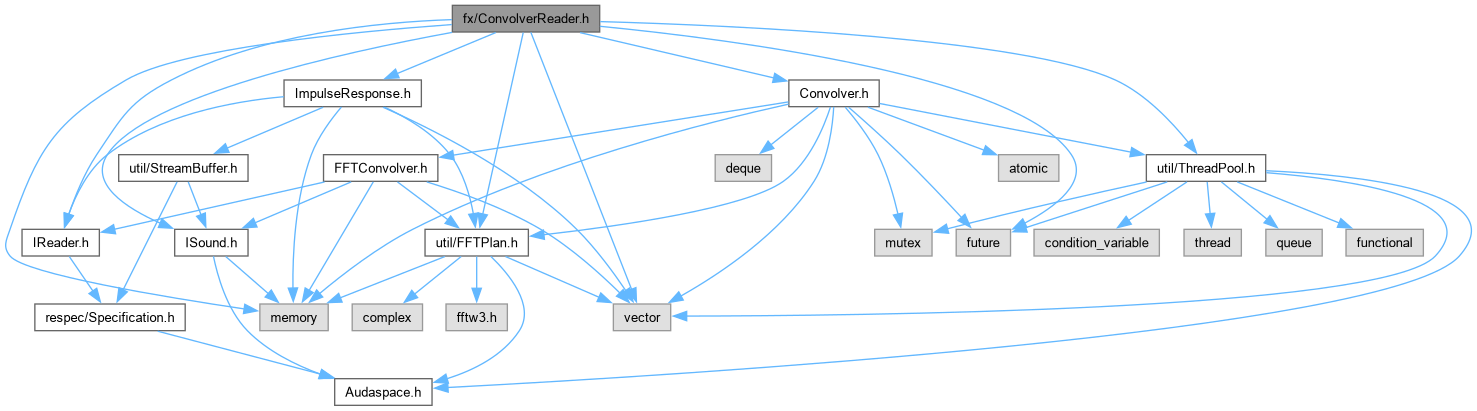 fx/ConvolverReader.h
ImpulseResponse.h
Convolver.h
util/StreamBuffer.h
FFTConvolver.h
deque
atomic
util/ThreadPool.h
IReader.h
ISound.h
util/FFTPlan.h
mutex
future
condition_variable
thread
queue
functional
respec/Specification.h
memory
complex
fftw3.h
vector
Audaspace.h